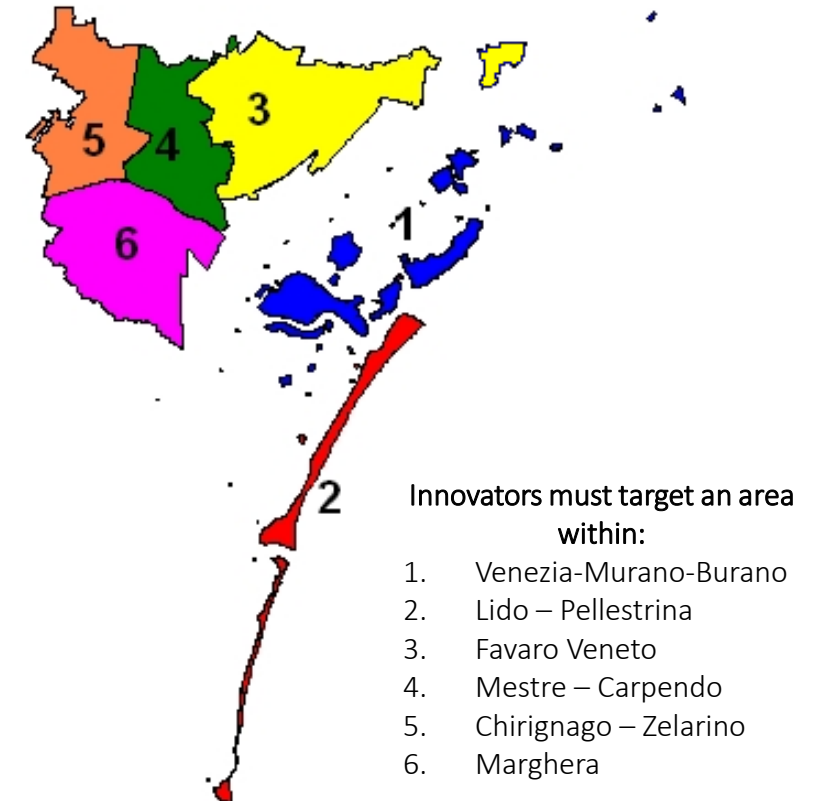 3
5
4
1
6
2
Innovators must target an area
within:
1. Venezia-Murano-Burano
2. Lido – Pellestrina
3. Favaro Veneto
4. Mestre – Carpendo
5. Chirignago – Zelarino
6. Marghera